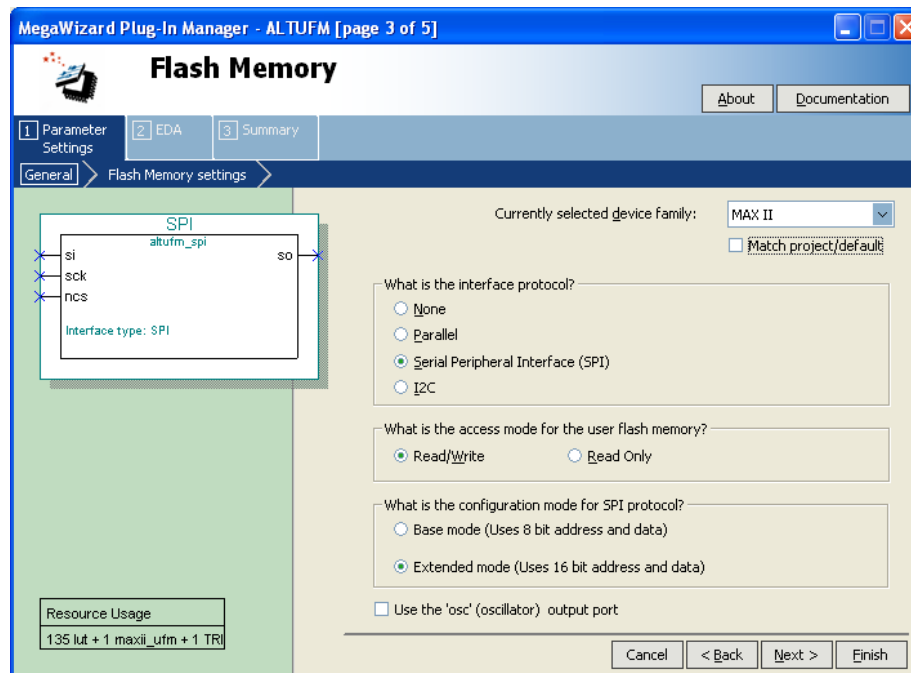 MegaWizard Plug-In Manager - ALTUFM [page 3 of 5]
Flash Memory
About
Documentation
1 Parameter Settings
2 EDA
3 Summary
General
Flash Memory settings
Currently selected device family:
MAX II
Match project/default
SPI
altufm_spi
si
so
sck
ncs
Interface type: SPI
What is the interface protocol?
None
Parallel
Serial Peripheral Interface (SPI)
I2C
What is the access mode for the user flash memory?
Read/Write
Read Only
What is the configuration mode for SPI protocol?
Base mode (Uses 8 bit address and data)
Extended mode (Uses 16 bit address and data)
Use the 'osc' (oscillator) output port
Resource Usage
135 lut + 1 maxii_ufm + 1 TRI
Cancel
< Back
Next >
Finish